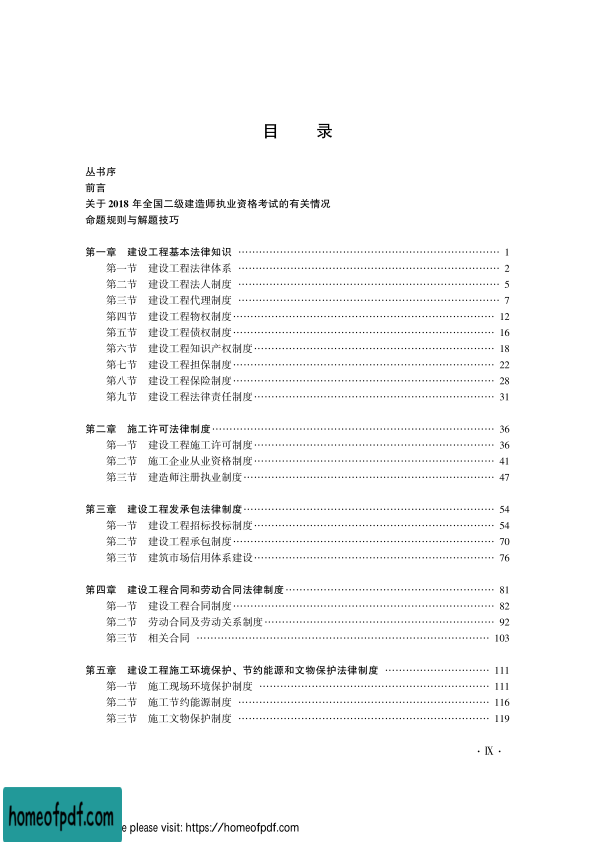 目 录
丛书序
前言
关于 2018 年全国二级建造师执业资格考试的有关情况
命题规则与解题技巧
第一章 建设工程基本法律知识 …… 1
第一节 建设工程法律体系 …… 2
第二节 建设工程法人制度 …… 5
第三节 建设工程代理制度 …… 7
第四节 建设工程物权制度 …… 12
第五节 建设工程债权制度 …… 16
第六节 建设工程知识产权制度 …… 18
第七节 建设工程担保制度 …… 22
第八节 建设工程保险制度 …… 28
第九节 建设工程法律责任制度 …… 31
第二章 施工许可法律制度 …… 36
第一节 建设工程施工许可制度 …… 36
第二节 施工企业从业资格制度 …… 41
第三节 建造师注册执业制度 …… 47
第三章 建设工程发承包法律制度 …… 54
第一节 建设工程招标投标制度 …… 54
第二节 建设工程承包制度 …… 70
第三节 建筑市场信用体系建设 …… 76
第四章 建设工程合同和劳动合同法律制度 …… 81
第一节 建设工程合同制度 …… 82
第二节 劳动合同及劳动关系制度 …… 92
第三节 相关合同 …… 103
第五章 建设工程施工环境保护、节约能源和文物保护法律制度 …… 111
第一节 施工现场环境保护制度 …… 111
第二节 施工节约能源制度 …… 116
第三节 施工文物保护制度 …… 119
· Ⅸ ·
homeofpdf.com
please visit: https://homeofpdf.com